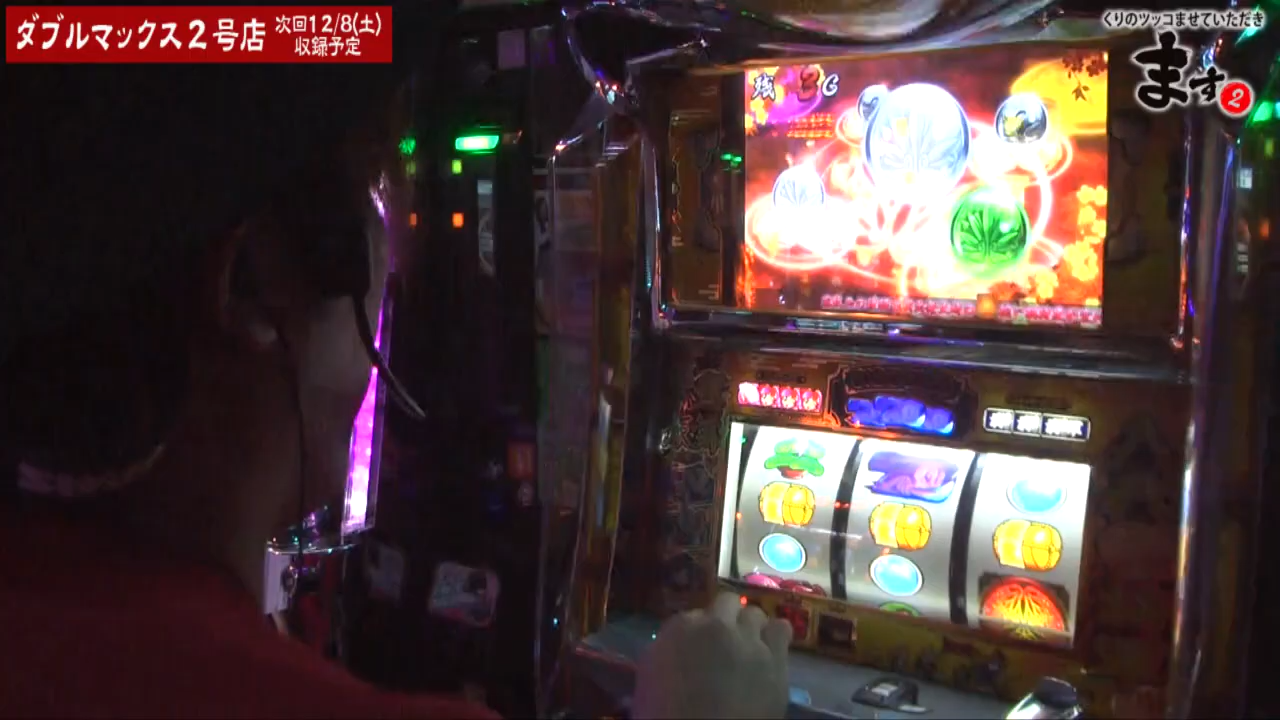 ダブルマックス2号店
次回12/8(土)
収録予定
くりのツッコませていただき
ます2
残 3G